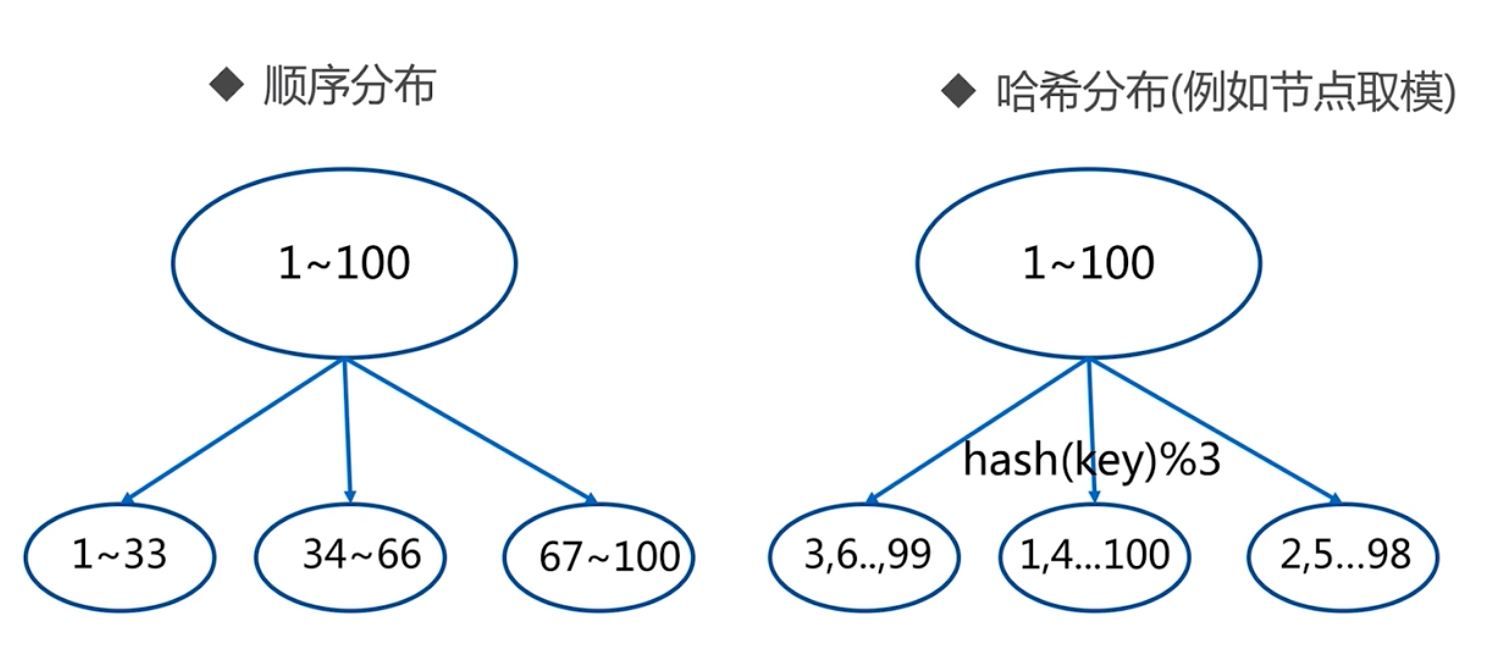 ◆ 顺序分布
1~100
1~33
34~66
67~100
◆ 哈希分布(例如节点取模)
1~100
hash(key)%3
3,6..,99
1,4...100
2,5...98